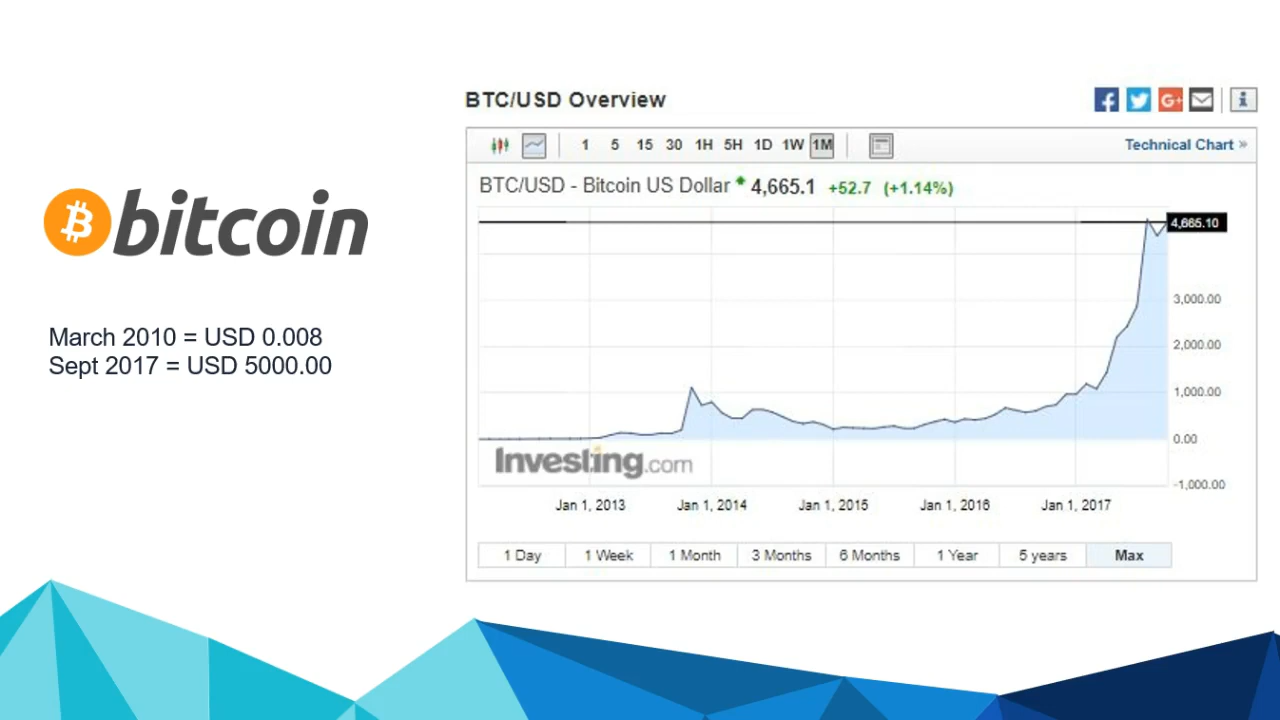 bitcoin
March 2010 = USD 0.008
Sept 2017 = USD 5000.00
BTC/USD Overview
1 5 15 30 1H 5H 1D 1W 1M
Technical Chart »
BTC/USD - Bitcoin US Dollar 4,665.1 +52.7 (+1.14%)
4,665.10
3,000.00
2,000.00
1,000.00
0.00
-1,000.00
Investing.com
Jan 1, 2013 Jan 1, 2014 Jan 1, 2015 Jan 1, 2016 Jan 1, 2017
1 Day 1 Week 1 Month 3 Months 6 Months 1 Year 5 years Max